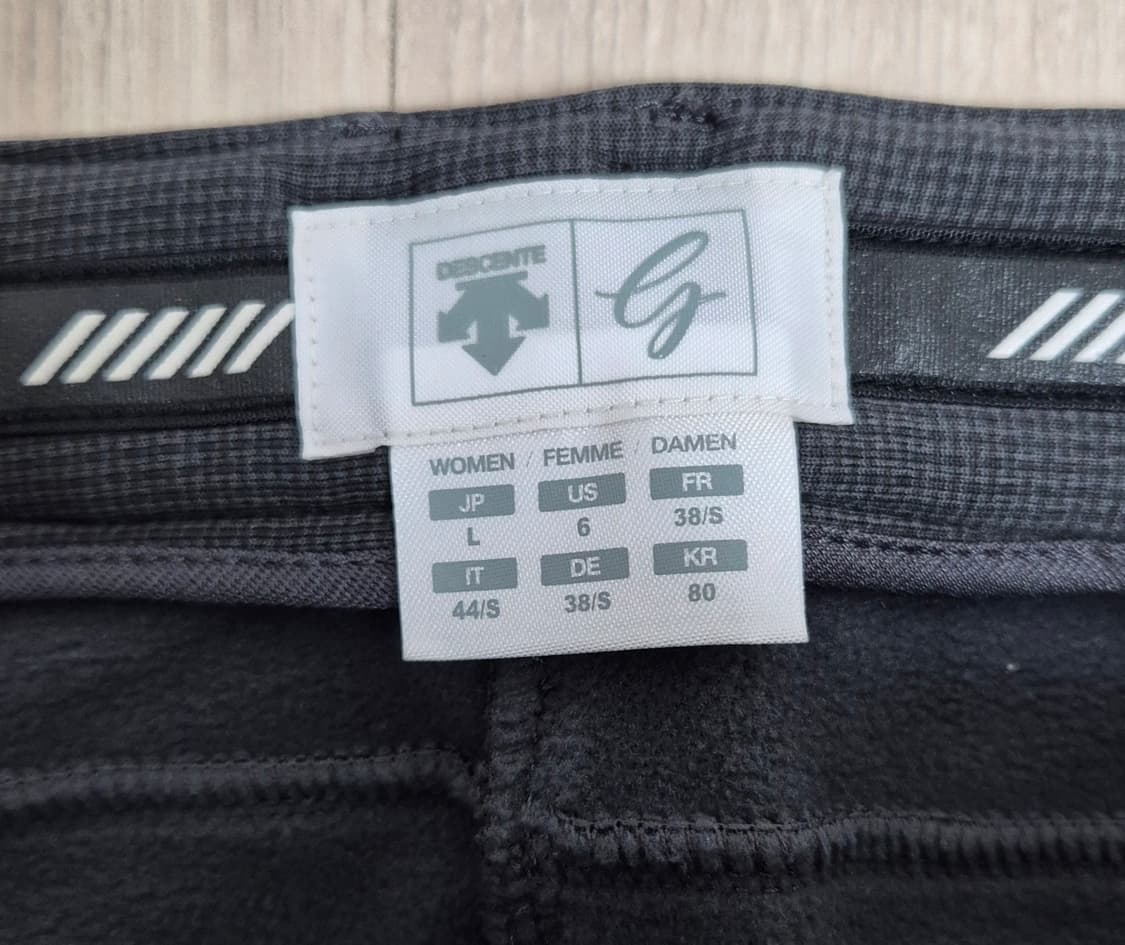 DESCENTE
G
WOMEN / FEMME / DAMEN
JP US FR
L 6 38/S
IT DE KR
44/S 38/S 80